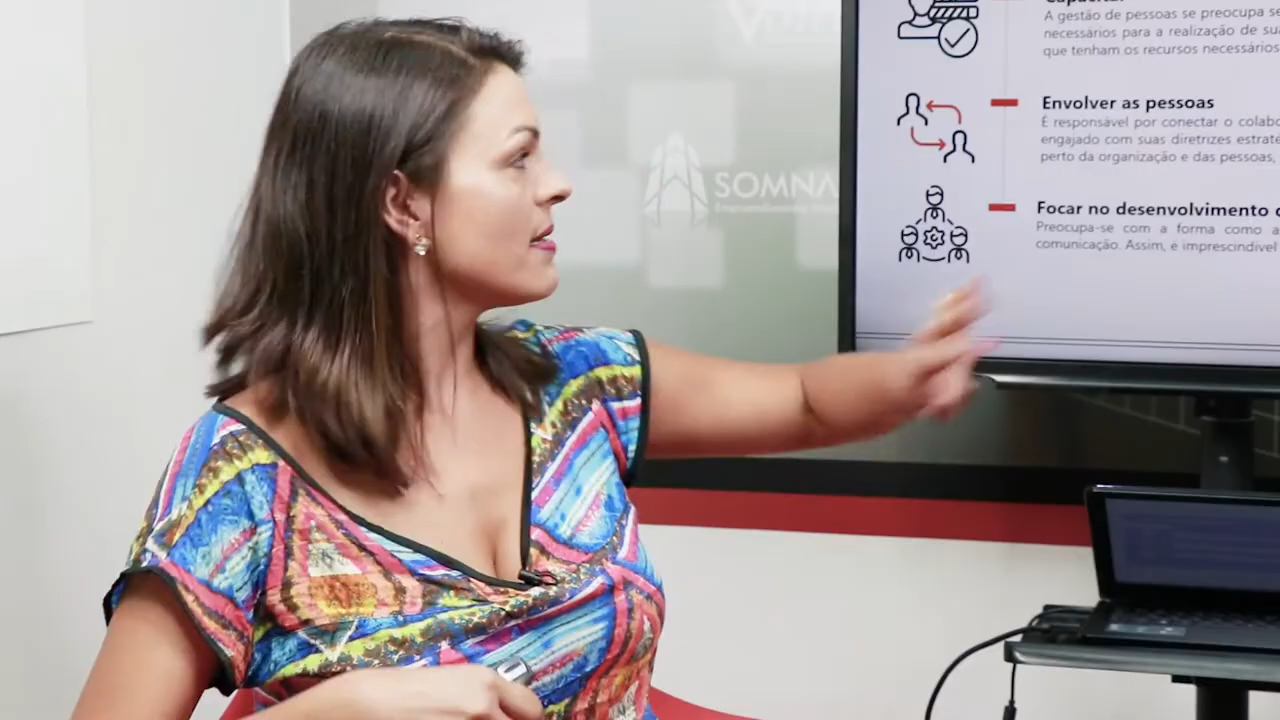 Capacitar
A gestão de pessoas se preocupa se
necessários para a realização de sua
que tenham os recursos necessários
Envolver as pessoas
É responsável por conectar o colabo
engajado com suas diretrizes estraté
perto da organização e das pessoas,
SOMNA
Focar no desenvolvimento d
Preocupa-se com a forma como a
comunicação. Assim, é imprescindível